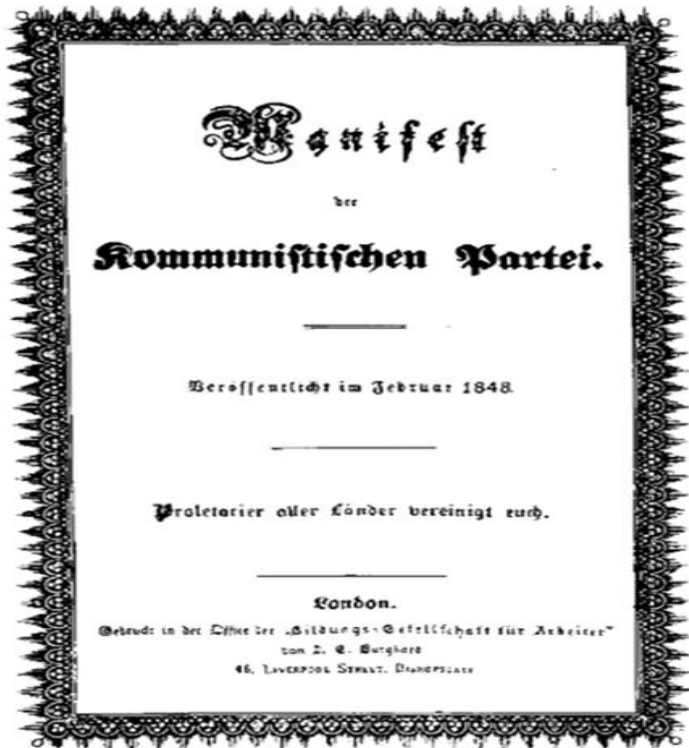 Manifest
der
Kommunistischen Partei.
Veröffentlicht im Februar 1848.
Proletarier aller Länder vereinigt euch.
London.
Gedruckt in der Office der „Bildungs-Gesellschaft für Arbeiter"
von J. E. Burghard
46, LIVERPOOL STREET, BISHOPSGATE